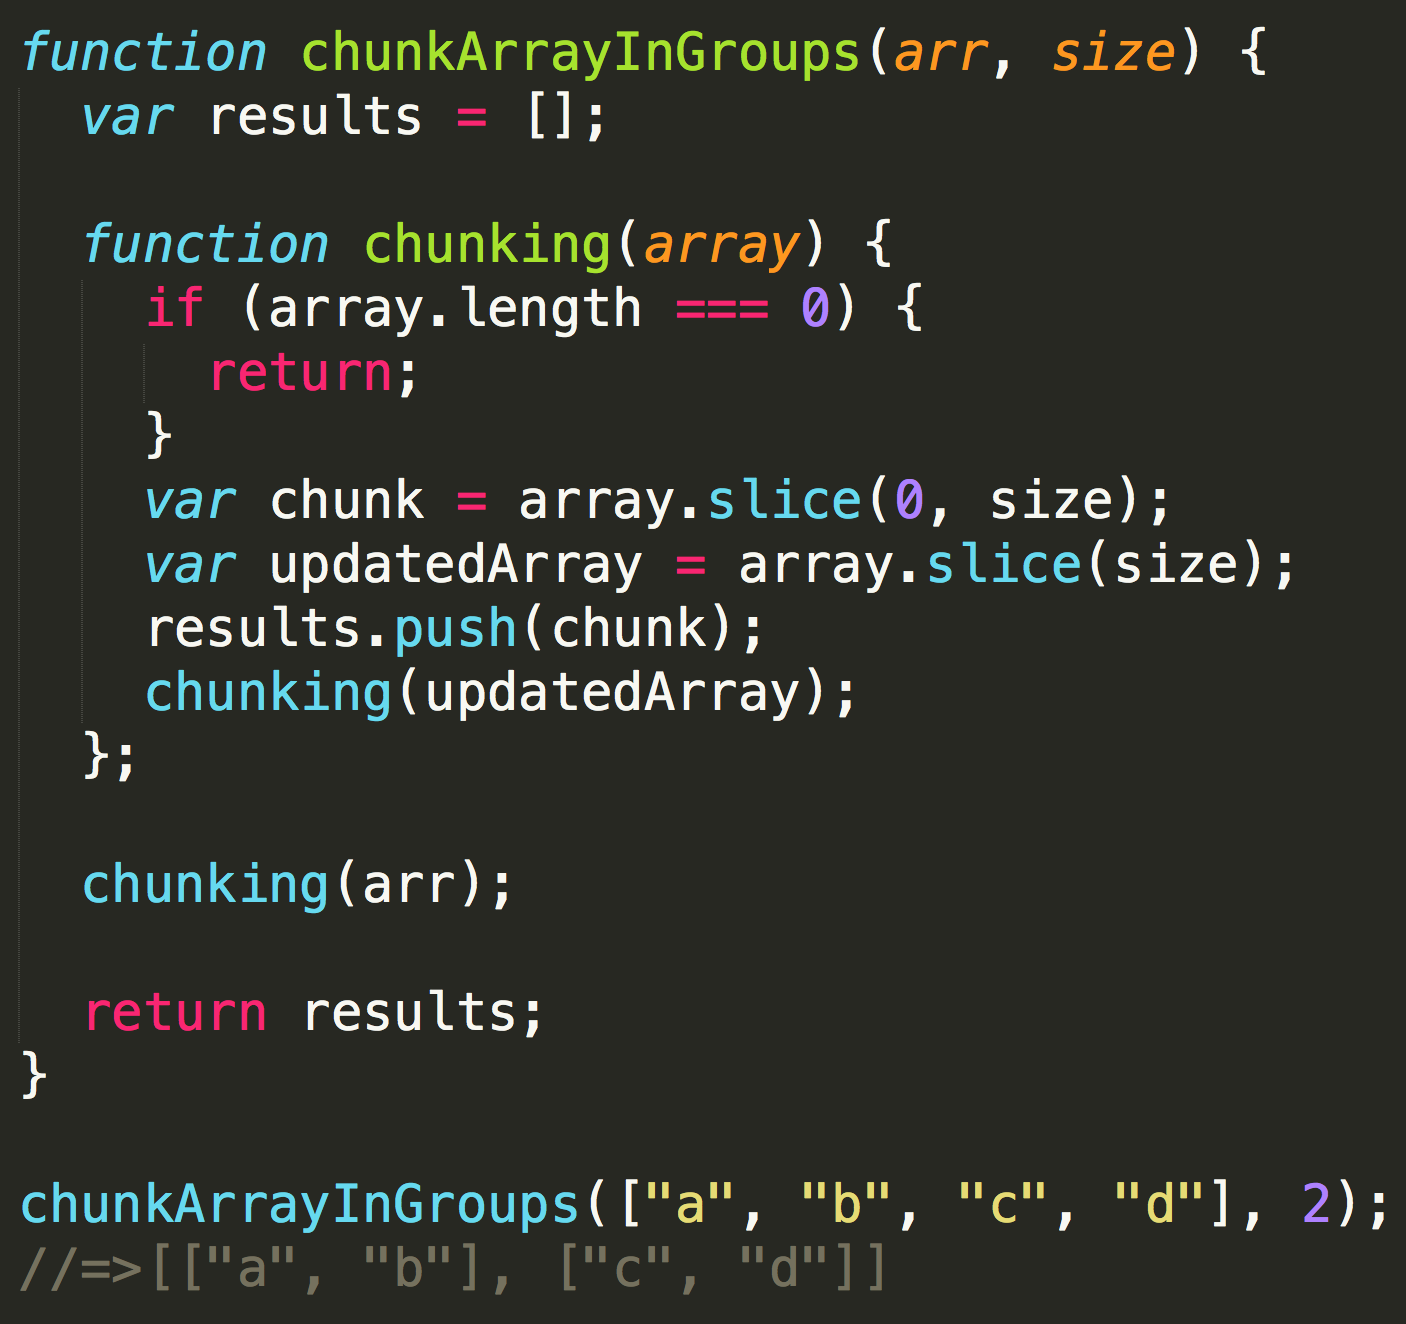 function chunkArrayInGroups(arr, size) {
  var results = [];

  function chunking(array) {
    if (array.length === 0) {
      return;
    }
    var chunk = array.slice(0, size);
    var updatedArray = array.slice(size);
    results.push(chunk);
    chunking(updatedArray);
  };

  chunking(arr);

  return results;
}

chunkArrayInGroups(["a", "b", "c", "d"], 2);
//=>[["a", "b"], ["c", "d"]]